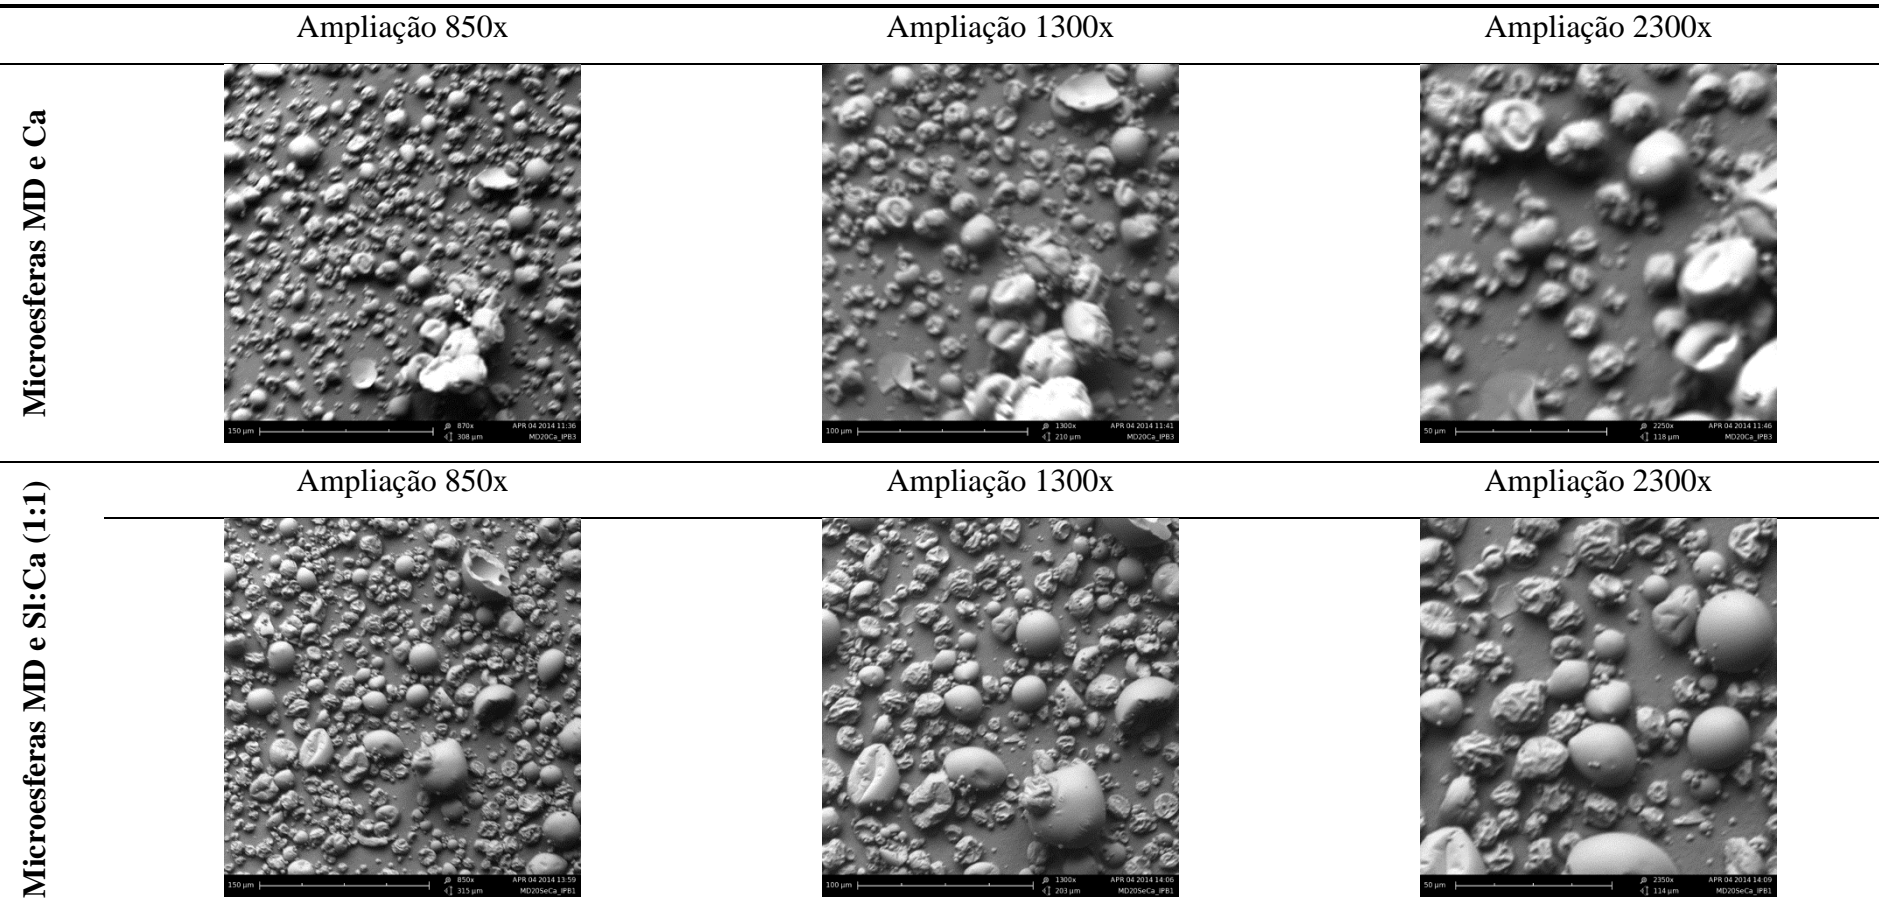 Ampliação 850x Ampliação 1300x Ampliação 2300x
Microesferas MD e Ca
150 µm 870x 308 µm APR 04 2014 11:36 MD20Ca_IPB3
100 µm 1300x 210 µm APR 04 2014 11:41 MD20Ca_IPB3
50 µm 2250x 118 µm APR 04 2014 11:46 MD20Ca_IPB3
Ampliação 850x Ampliação 1300x Ampliação 2300x
Microesferas MD e Sl:Ca (1:1)
150 µm 850x 315 µm APR 04 2014 13:59 MD20SeCa_IPB1
100 µm 1300x 203 µm APR 04 2014 14:06 MD20SeCa_IPB1
50 µm 2350x 114 µm APR 04 2014 14:09 MD20SeCa_IPB1